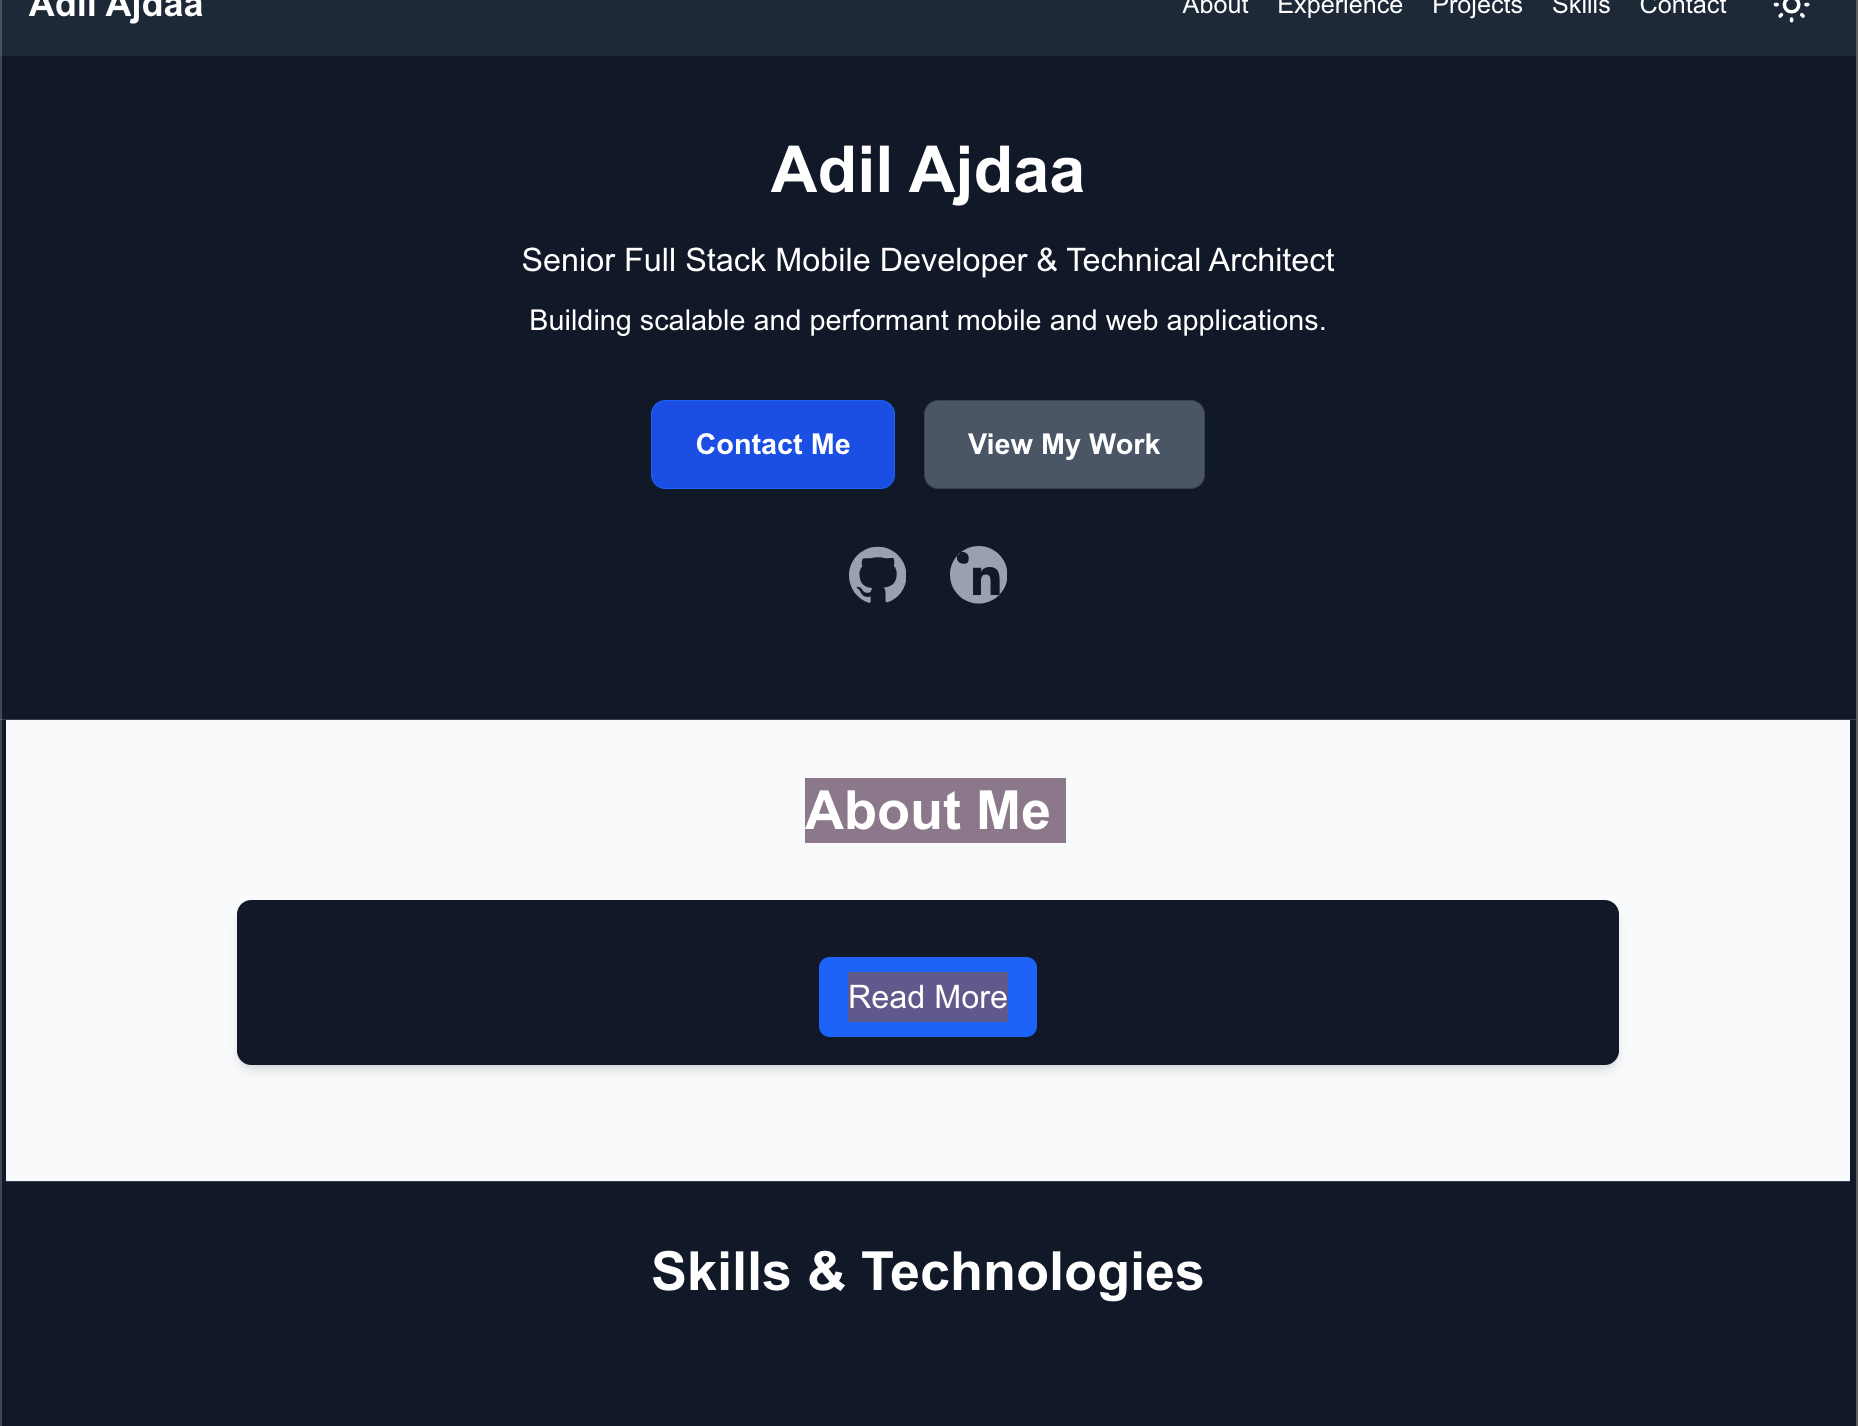 Adil Ajdaa
About Experience Projects Skills Contact
Adil Ajdaa
Senior Full Stack Mobile Developer & Technical Architect
Building scalable and performant mobile and web applications.
Contact Me View My Work
in
About Me
Read More
Skills & Technologies